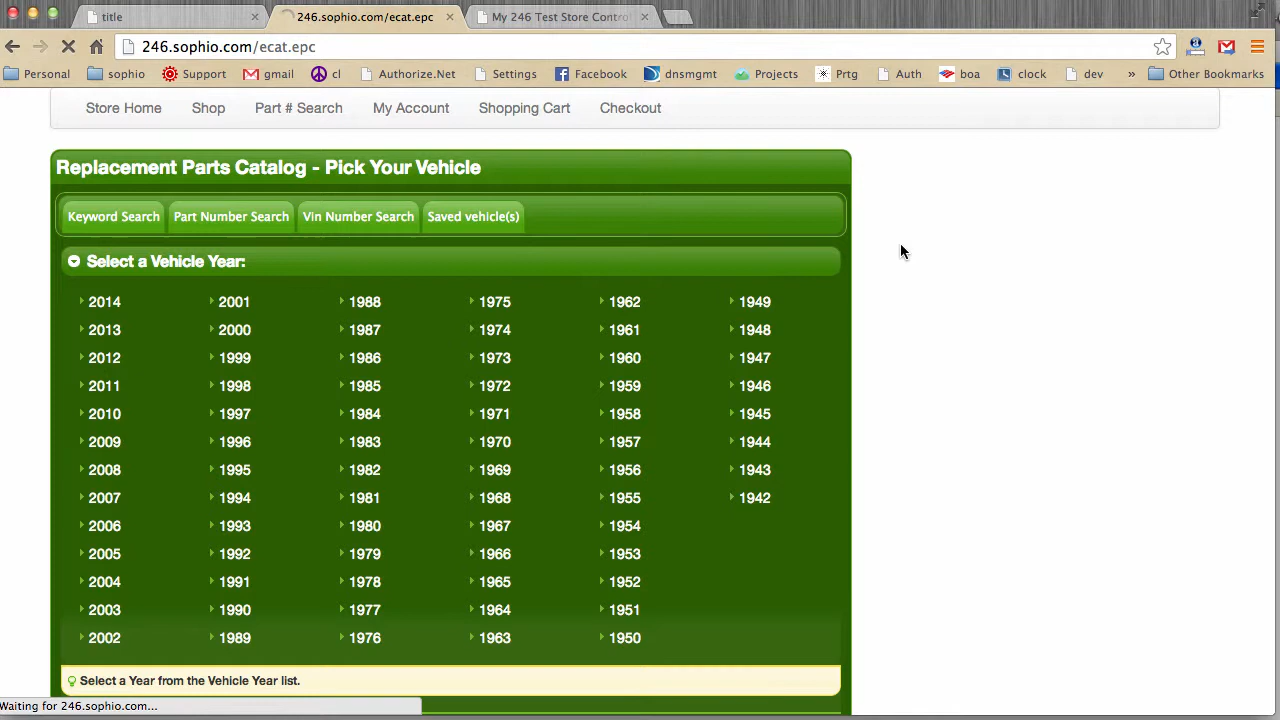 title
246.sophio.com/ecat.epc
My 246 Test Store Contro
246.sophio.com/ecat.epc
Personal sophio Support gmail cl Authorize.Net Settings Facebook dnsmgmt Projects Prtg Auth boa clock dev » Other Bookmarks
Store Home Shop Part # Search My Account Shopping Cart Checkout
Replacement Parts Catalog - Pick Your Vehicle
Keyword Search Part Number Search Vin Number Search Saved vehicle(s)
Select a Vehicle Year:
2014 2001 1988 1975 1962 1949
2013 2000 1987 1974 1961 1948
2012 1999 1986 1973 1960 1947
2011 1998 1985 1972 1959 1946
2010 1997 1984 1971 1958 1945
2009 1996 1983 1970 1957 1944
2008 1995 1982 1969 1956 1943
2007 1994 1981 1968 1955 1942
2006 1993 1980 1967 1954
2005 1992 1979 1966 1953
2004 1991 1978 1965 1952
2003 1990 1977 1964 1951
2002 1989 1976 1963 1950
Select a Year from the Vehicle Year list.
Waiting for 246.sophio.com...